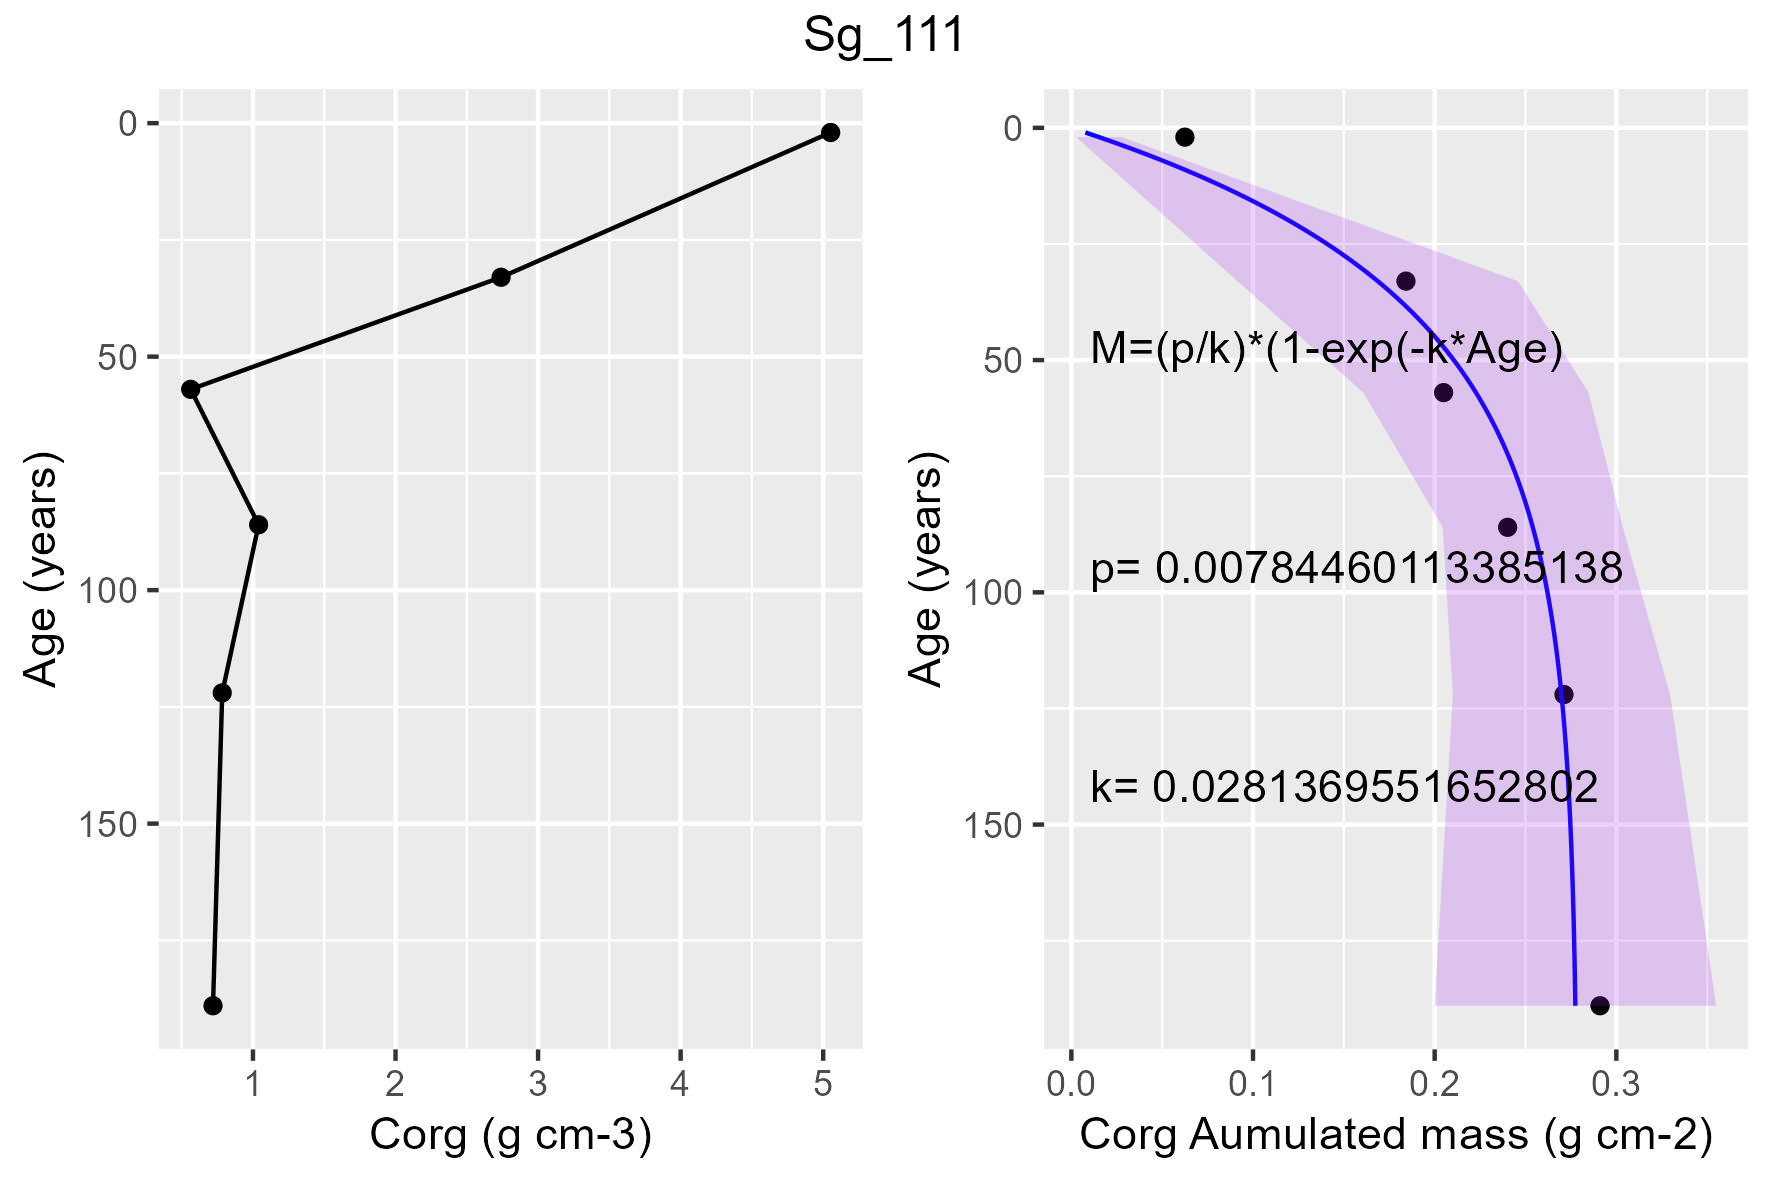 Sg_111
0
50
100
150
Age (years)
1 2 3 4 5
Corg (g cm-3)
0
50
100
150
Age (years)
M=(p/k)*(1-exp(-k*Age)
p= 0.00784460113385138
k= 0.0281369551652802
0.0 0.1 0.2 0.3
Corg Aumulated mass (g cm-2)